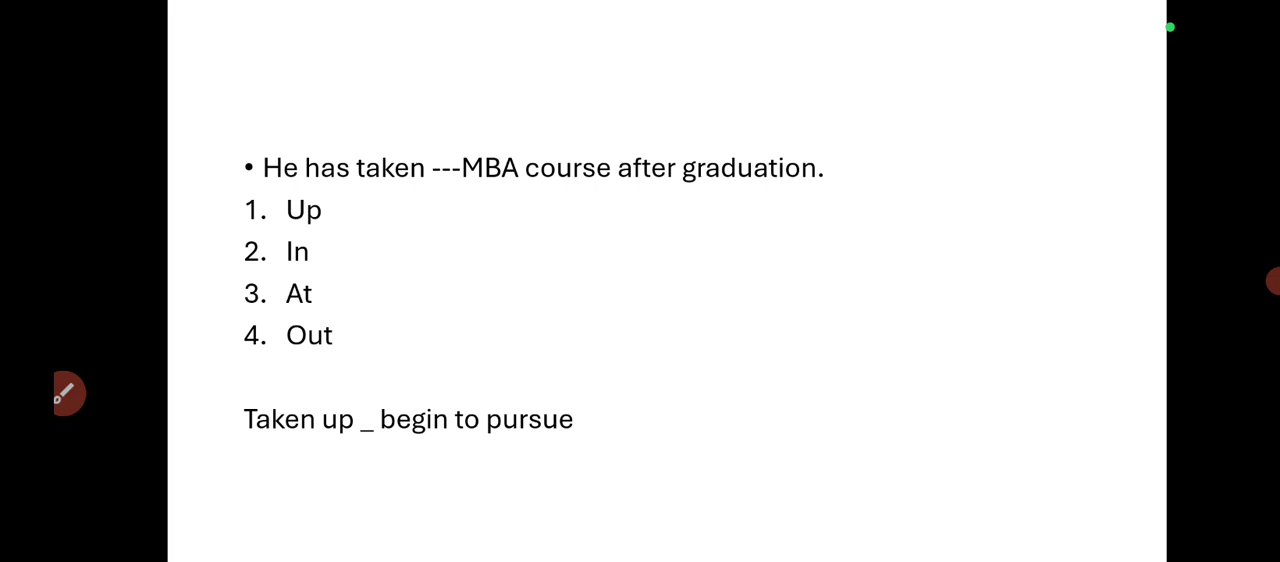 • He has taken ---MBA course after graduation.
1. Up
2. In
3. At
4. Out
Taken up _ begin to pursue